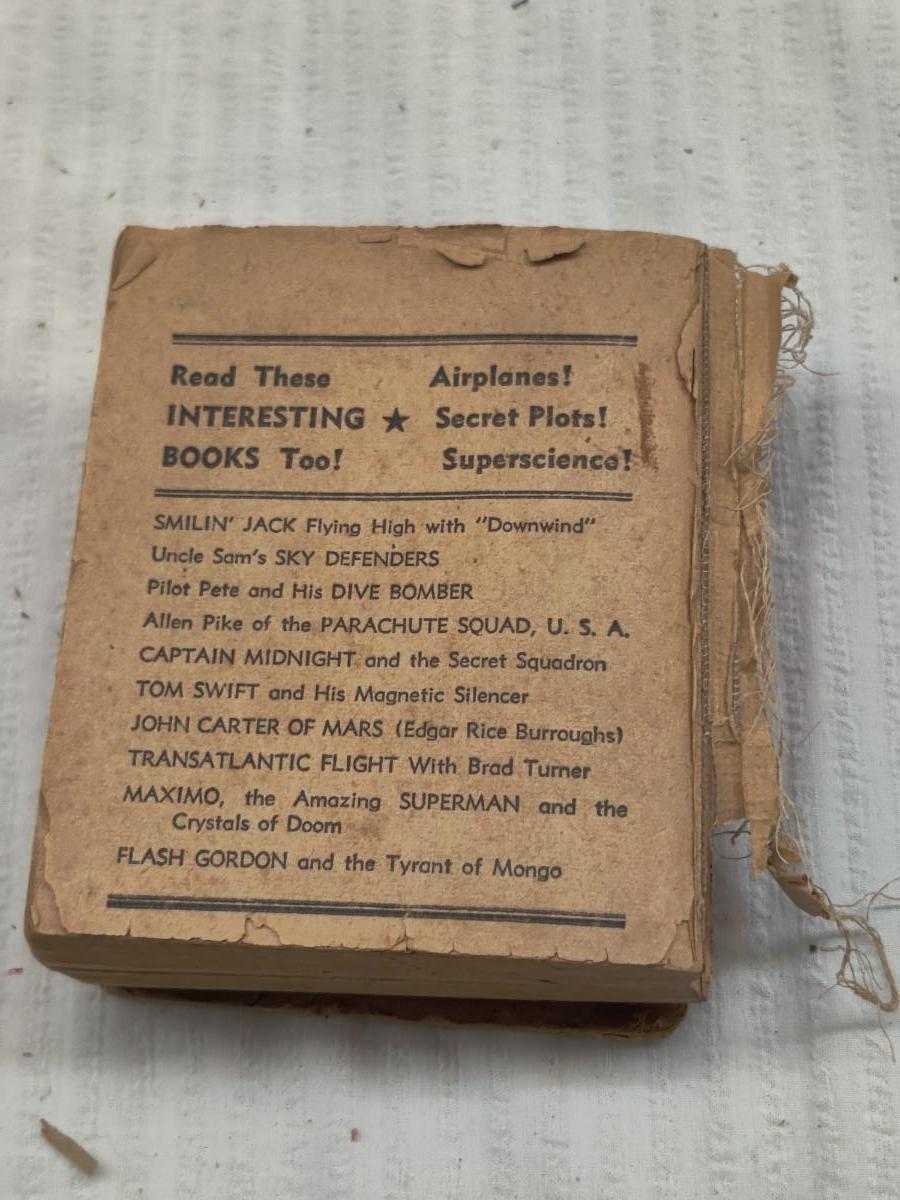 Read These Airplanes!
INTERESTING ★ Secret Plots!
BOOKS Too! Superscience!
SMILIN' JACK Flying High with "Downwind"
Uncle Sam's SKY DEFENDERS
Pilot Pete and His DIVE BOMBER
Allen Pike of the PARACHUTE SQUAD, U. S. A.
CAPTAIN MIDNIGHT and the Secret Squadron
TOM SWIFT and His Magnetic Silencer
JOHN CARTER OF MARS (Edgar Rice Burroughs)
TRANSATLANTIC FLIGHT With Brad Turner
MAXIMO, the Amazing SUPERMAN and the
Crystals of Doom
FLASH GORDON and the Tyrant of Mongo